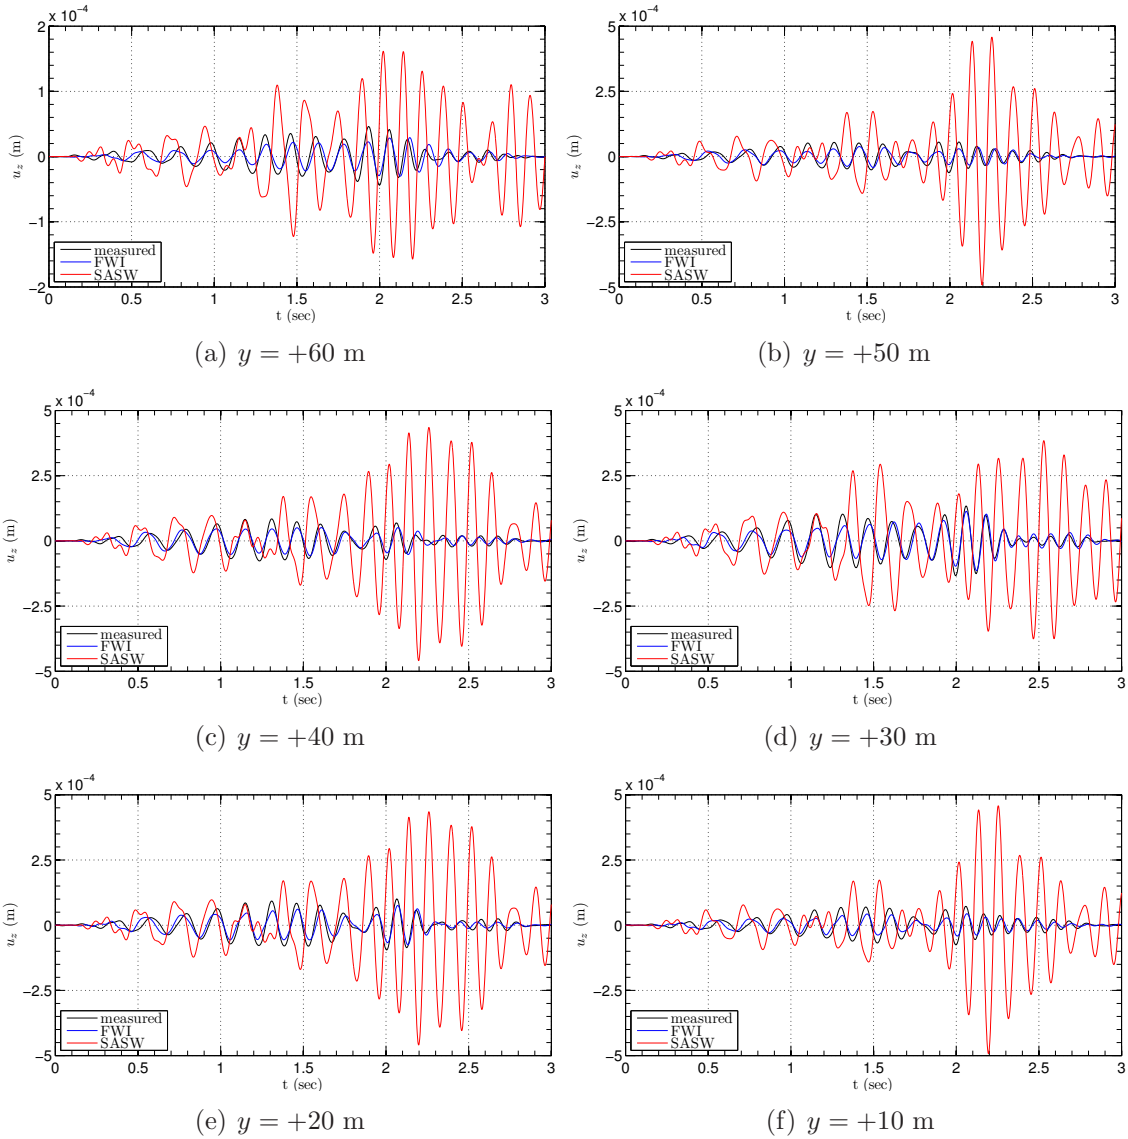 x 10⁻⁴
2
1
0
−1
−2
u_z (m)
measured
FWI
SASW
0 0.5 1 1.5 2 2.5 3
t (sec)
(a) y = +60 m
x 10⁻⁴
5
2.5
0
−2.5
−5
u_z (m)
measured
FWI
SASW
0 0.5 1 1.5 2 2.5 3
t (sec)
(b) y = +50 m
x 10⁻⁴
5
2.5
0
−2.5
−5
u_z (m)
measured
FWI
SASW
0 0.5 1 1.5 2 2.5 3
t (sec)
(c) y = +40 m
x 10⁻⁴
5
2.5
0
−2.5
−5
u_z (m)
measured
FWI
SASW
0 0.5 1 1.5 2 2.5 3
t (sec)
(d) y = +30 m
x 10⁻⁴
5
2.5
0
−2.5
−5
u_z (m)
measured
FWI
SASW
0 0.5 1 1.5 2 2.5 3
t (sec)
(e) y = +20 m
x 10⁻⁴
5
2.5
0
−2.5
−5
u_z (m)
measured
FWI
SASW
0 0.5 1 1.5 2 2.5 3
t (sec)
(f) y = +10 m